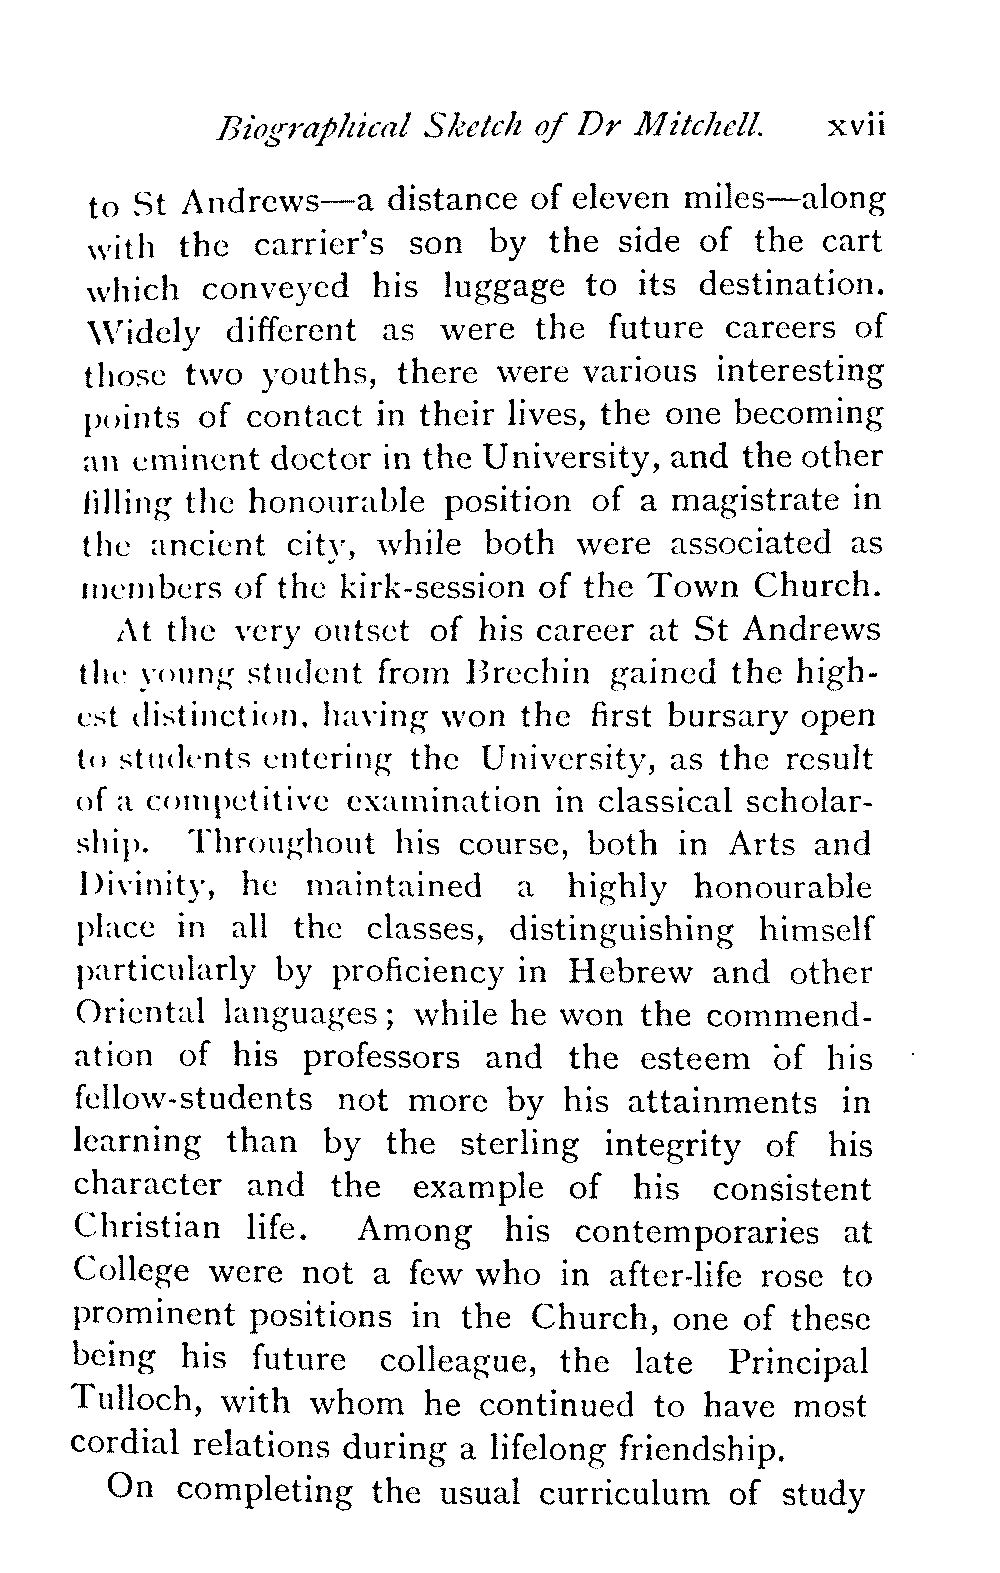 Biographical Sketch of Dr Mitchell. xvii
to St Andrews—a distance of eleven miles—along
with the carrier's son by the side of the cart
which conveyed his luggage to its destination.
Widely different as were the future careers of
those two youths, there were various interesting
points of contact in their lives, the one becoming
an eminent doctor in the University, and the other
filling the honourable position of a magistrate in
the ancient city, while both were associated as
members of the kirk-session of the Town Church.
At the very outset of his career at St Andrews
the young student from Brechin gained the high-
est distinction, having won the first bursary open
to students entering the University, as the result
of a competitive examination in classical scholar-
ship. Throughout his course, both in Arts and
Divinity, he maintained a highly honourable
place in all the classes, distinguishing himself
particularly by proficiency in Hebrew and other
Oriental languages; while he won the commend-
ation of his professors and the esteem of his
fellow-students not more by his attainments in
learning than by the sterling integrity of his
character and the example of his consistent
Christian life. Among his contemporaries at
College were not a few who in after-life rose to
prominent positions in the Church, one of these
being his future colleague, the late Principal
Tulloch, with whom he continued to have most
cordial relations during a lifelong friendship.
On completing the usual curriculum of study